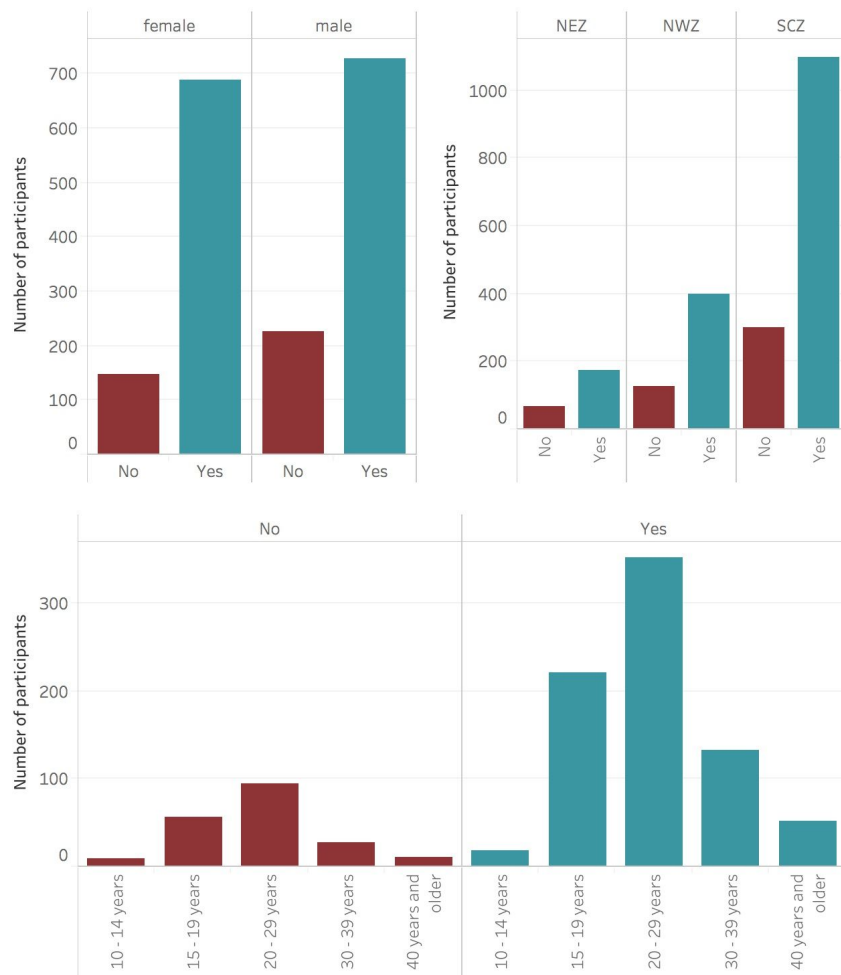 female male
Number of participants
700
600
500
400
300
200
100
0
No Yes No Yes
NEZ NWZ SCZ
Number of participants
1000
800
600
400
200
0
No Yes No Yes No Yes
No Yes
Number of participants
300
200
100
0
10 - 14 years
15 - 19 years
20 - 29 years
30 - 39 years
40 years and
older
10 - 14 years
15 - 19 years
20 - 29 years
30 - 39 years
40 years and
older